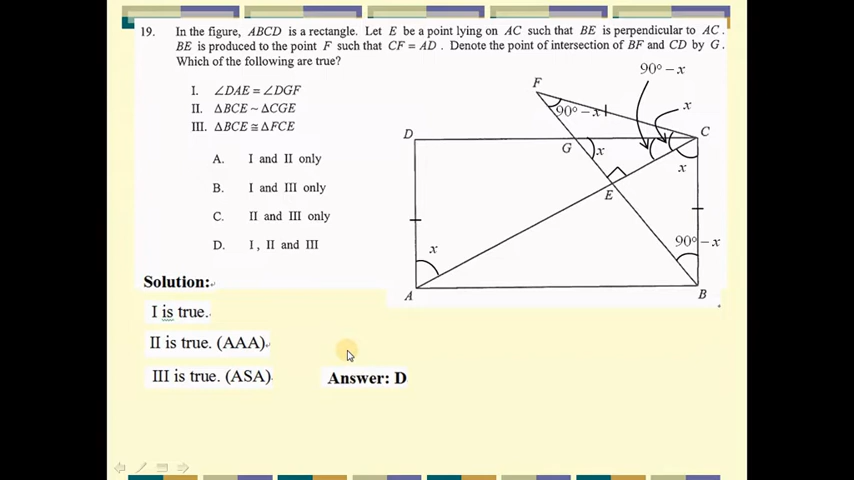 19. In the figure, ABCD is a rectangle. Let E be a point lying on AC such that BE is perpendicular to AC.
BE is produced to the point F such that CF = AD. Denote the point of intersection of BF and CD by G.
Which of the following are true?
I. ∠DAE = ∠DGF
II. ΔBCE ~ ΔCGE
III. ΔBCE ≅ ΔFCE
A. I and II only
B. I and III only
C. II and III only
D. I, II and III
90° – x
F
90° – x
x
D
C
G
x
x
E
x
90° – x
A
B
Solution:
I is true.
II is true. (AAA)
III is true. (ASA)
Answer: D